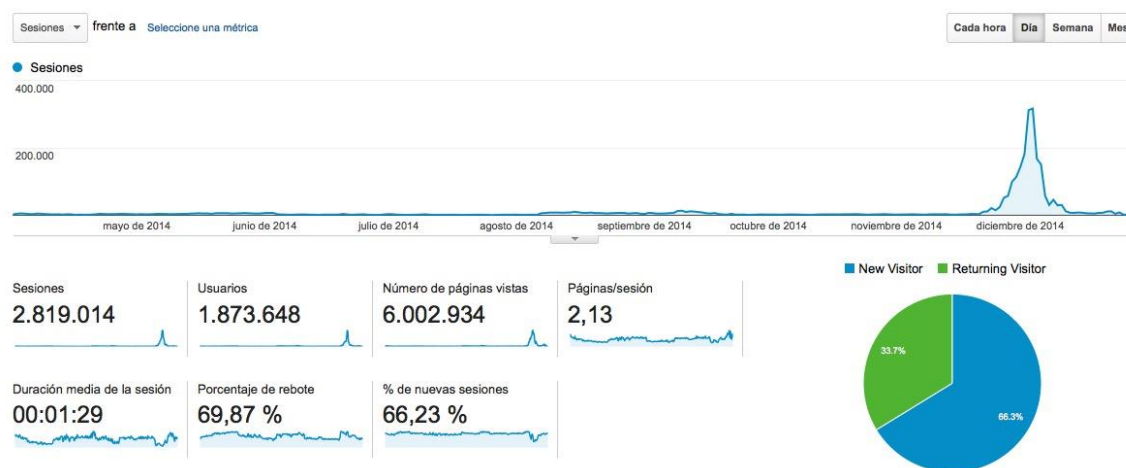 Sesiones frente a Seleccione una métrica
Cada hora Día Semana Mes
Sesiones
400.000
200.000
mayo de 2014 junio de 2014 julio de 2014 agosto de 2014 septiembre de 2014 octubre de 2014 noviembre de 2014 diciembre de 2014
New Visitor Returning Visitor
Sesiones
2.819.014
Usuarios
1.873.648
Número de páginas vistas
6.002.934
Páginas/sesión
2,13
Duración media de la sesión
00:01:29
Porcentaje de rebote
69,87 %
% de nuevas sesiones
66,23 %
33.7%
66.3%